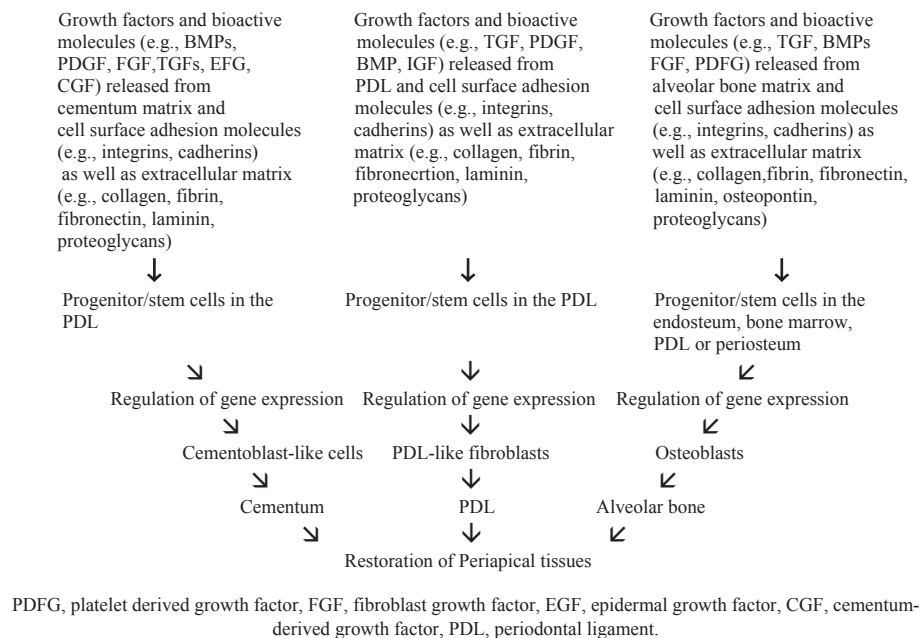 Growth factors and bioactive
molecules (e.g., BMPs,
PDGF, FGF,TGFs, EFG,
CGF) released from
cementum matrix and
cell surface adhesion molecules
(e.g., integrins, cadherins)
as well as extracellular matrix
(e.g., collagen, fibrin,
fibronectin, laminin,
proteoglycans)
Growth factors and bioactive
molecules (e.g., TGF, PDGF,
BMP, IGF) released from
PDL and cell surface adhesion
molecules (e.g., integrins,
cadherins) as well as extracellular
matrix (e.g., collagen, fibrin,
fibronecrtion, laminin,
proteoglycans)
Growth factors and bioactive
molecules (e.g., TGF, BMPs
FGF, PDFG) released from
alveolar bone matrix and
cell surface adhesion molecules
(e.g., integrins, cadherins) as
well as extracellular matrix
(e.g., collagen,fibrin, fibronectin,
laminin, osteopontin,
proteoglycans)
Progenitor/stem cells in the
PDL
Progenitor/stem cells in the PDL
Progenitor/stem cells in the
endosteum, bone marrow,
PDL or periosteum
Regulation of gene expression
Regulation of gene expression
Regulation of gene expression
Cementoblast-like cells
PDL-like fibroblasts
Osteoblasts
Cementum
PDL
Alveolar bone
Restoration of Periapical tissues
PDFG, platelet derived growth factor, FGF, fibroblast growth factor, EGF, epidermal growth factor, CGF, cementum-
derived growth factor, PDL, periodontal ligament.